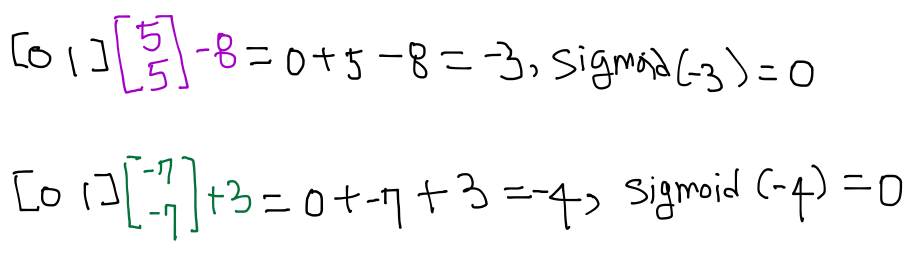 [0 1][5 5]-8=0+5-8=-3, sigmoid(-3)=0
[0 1][-7 -7]+3=0+-7+3=-4, sigmoid(-4)=0